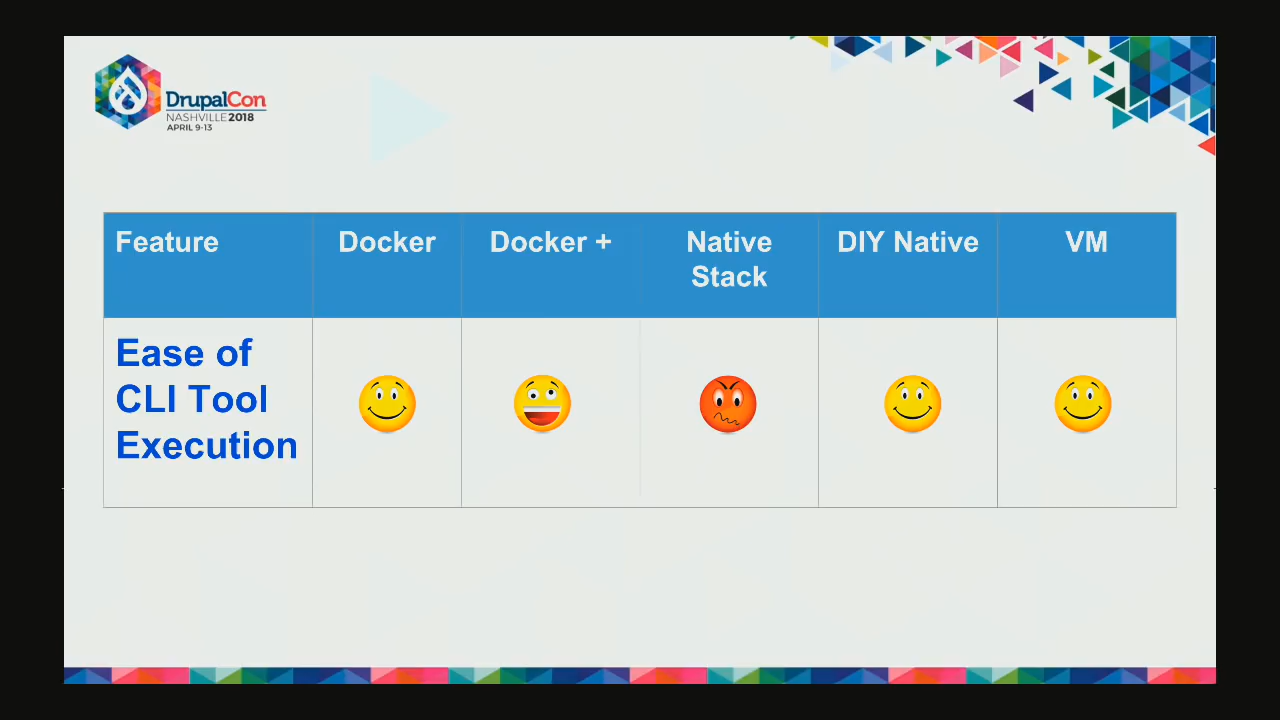 DrupalCon
NASHVILLE 2018
APRIL 9-13
Feature
Docker
Docker +
Native
Stack
DIY Native
VM
Ease of
CLI Tool
Execution